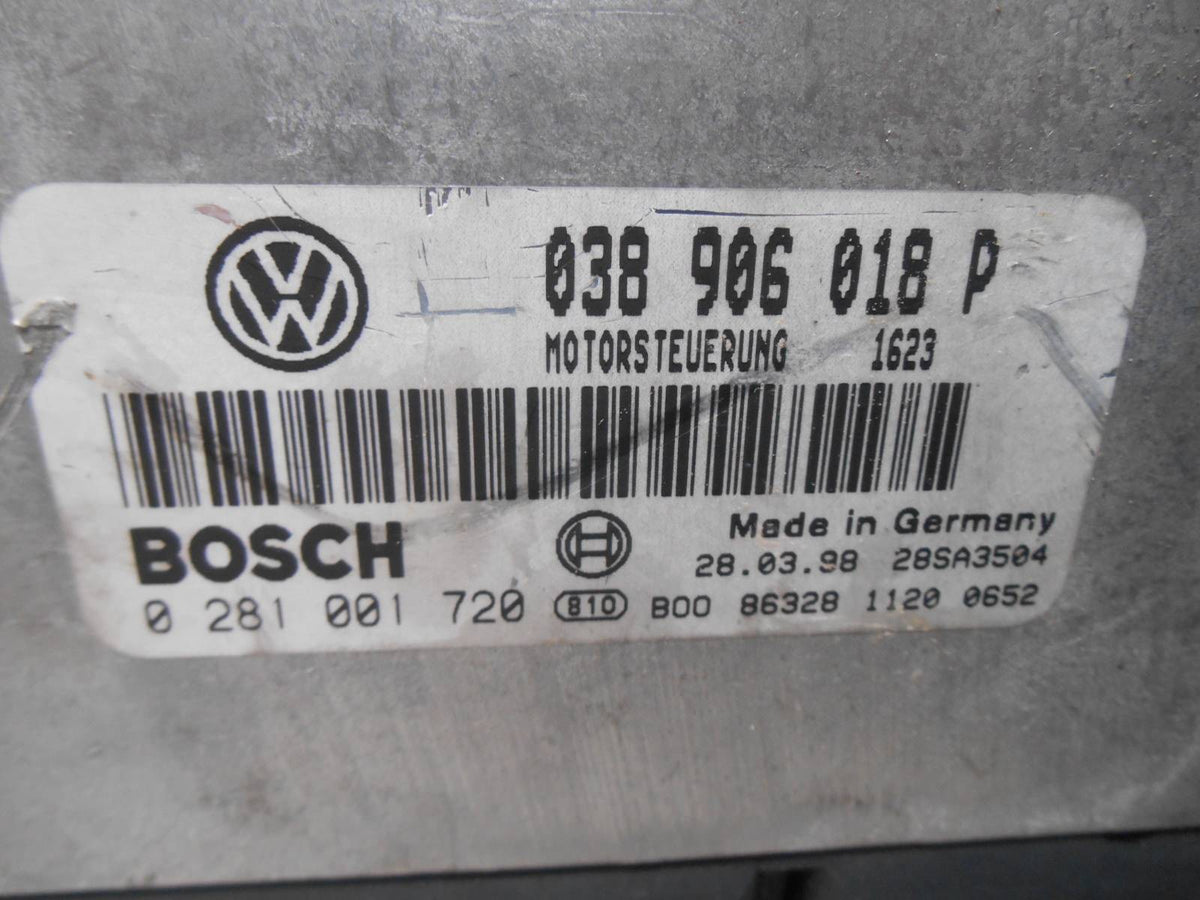 038 906 018 P
MOTORSTEUERUNG 1623
BOSCH
Made in Germany
28.03.98 28SA3504
0 281 001 720 810 B00 86328 1120 0652